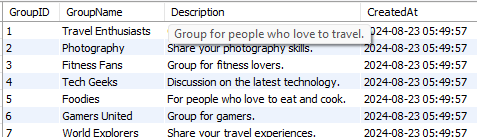 GroupID GroupName Description CreatedAt
1 Travel Enthusiasts Group for people who love to travel. 2024-08-23 05:49:57
2 Photography Share your photography skills. 2024-08-23 05:49:57
3 Fitness Fans Group for fitness lovers. 2024-08-23 05:49:57
4 Tech Geeks Discussion on the latest technology. 2024-08-23 05:49:57
5 Foodies For people who love to eat and cook. 2024-08-23 05:49:57
6 Gamers United Group for gamers. 2024-08-23 05:49:57
7 World Explorers Share your travel experiences. 2024-08-23 05:49:57